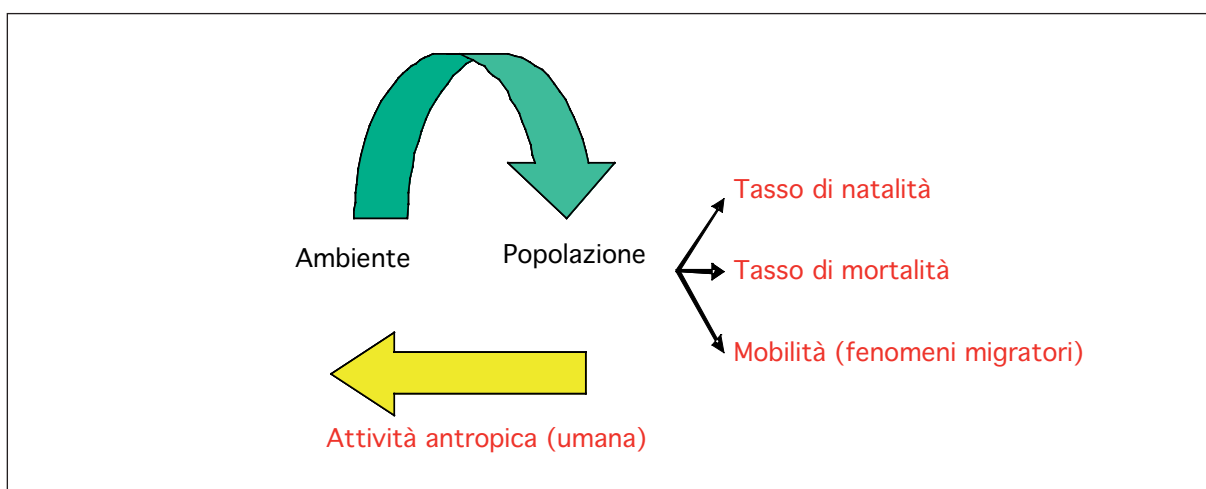 Tasso di natalità
Ambiente
Popolazione
Tasso di mortalità
Mobilità (fenomeni migratori)
Attività antropica (umana)